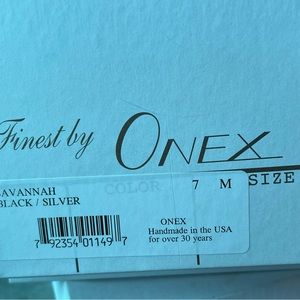 Finest by ONEX
COLOR 7 M SIZE
SAVANNAH
BLACK / SILVER
ONEX
Handmade in the USA
for over 30 years
7 92354 01149 7